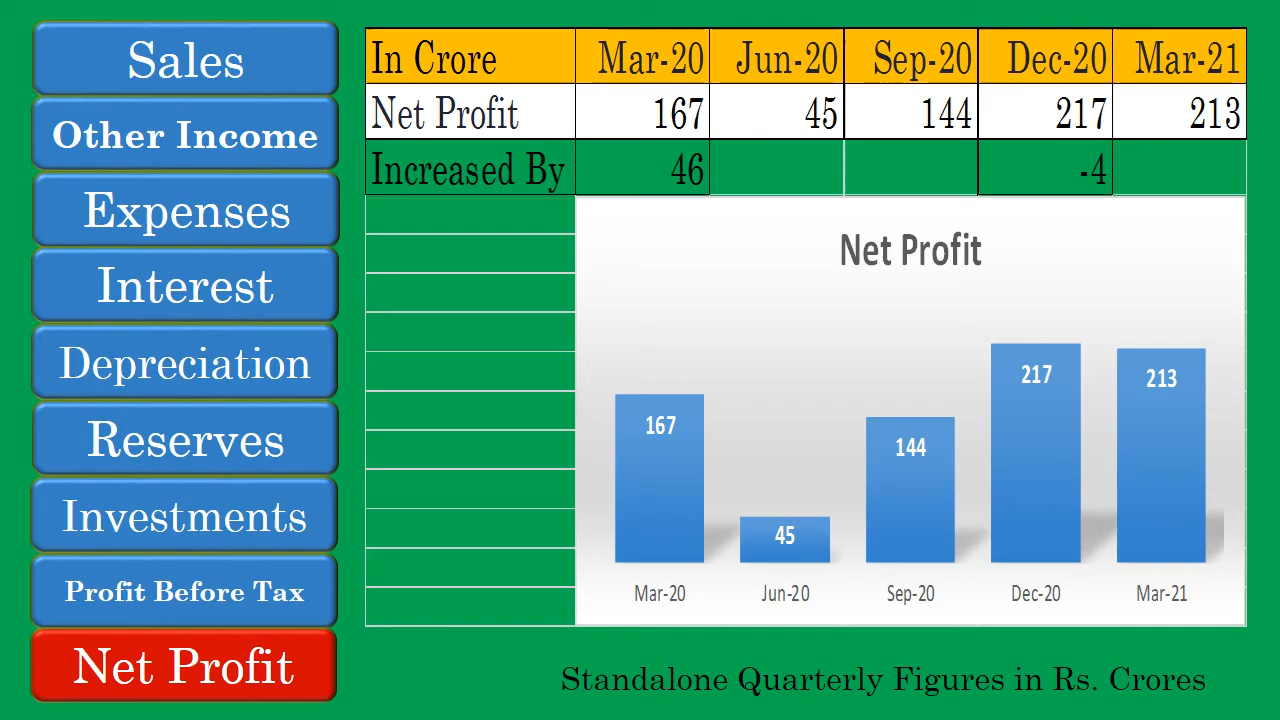 Sales
Other Income
Expenses
Interest
Depreciation
Reserves
Investments
Profit Before Tax
Net Profit
In Crore Mar-20 Jun-20 Sep-20 Dec-20 Mar-21
Net Profit 167 45 144 217 213
Increased By 46 -4
Net Profit
167 45 144 217 213
Mar-20 Jun-20 Sep-20 Dec-20 Mar-21
Standalone Quarterly Figures in Rs. Crores